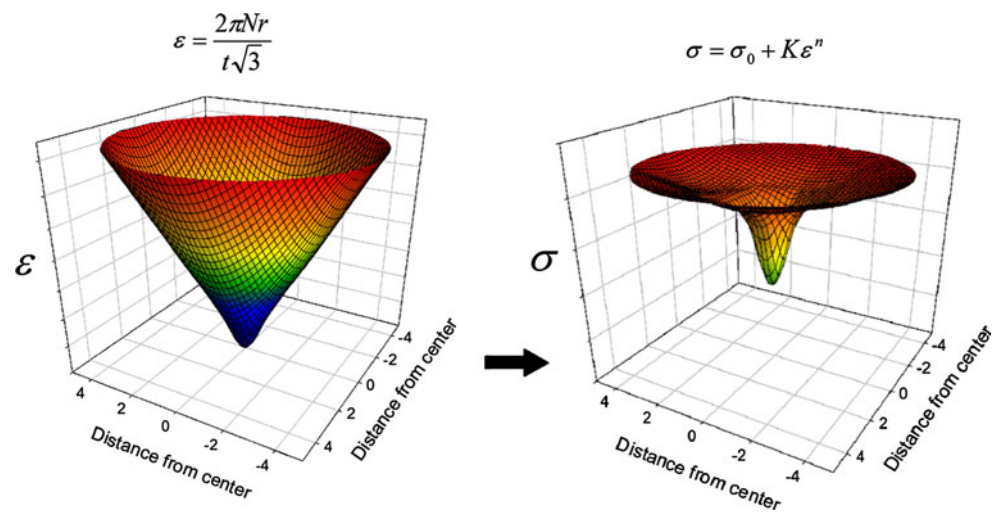 ε = 2πNr / t√3
ε
4
2
0
-2
-4
Distance from center
4
2
0
-2
-4
Distance from center
σ = σ₀ + Kεⁿ
σ
4
2
0
-2
-4
Distance from center
4
2
0
-2
-4
Distance from center